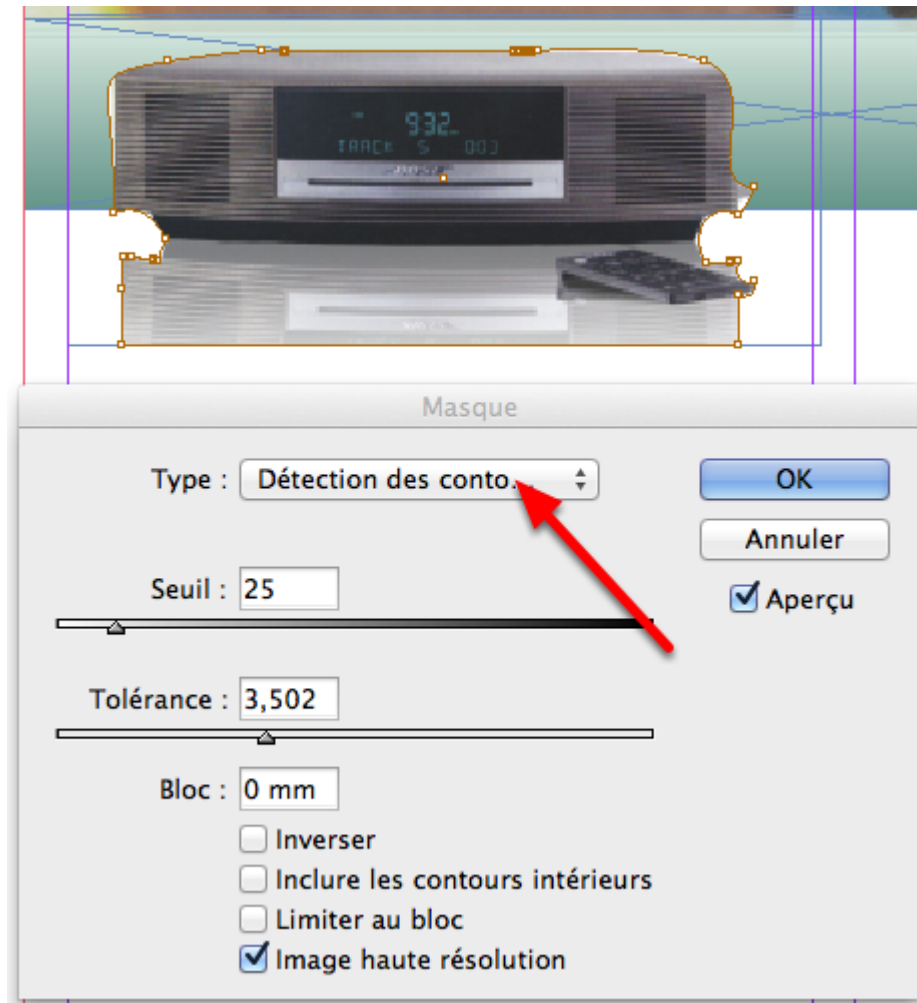 932
TRACK 5 003
Masque
Type : Détection des conto...
OK
Annuler
Aperçu
Seuil : 25
Tolérance : 3,502
Bloc : 0 mm
Inverser
Inclure les contours intérieurs
Limiter au bloc
Image haute résolution